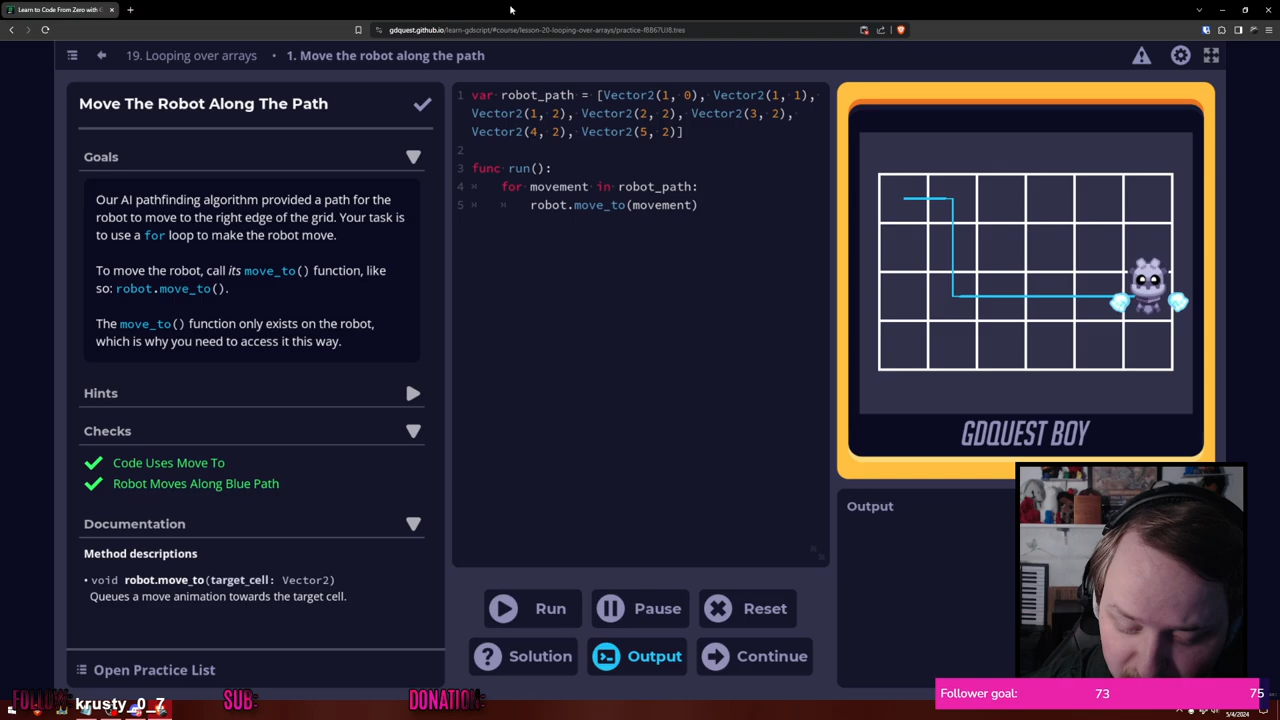 Learn to Code From Zero with
gdquest.github.io/learn-gdscript/#course/lesson-20-looping-over-arrays/practice-f8867UJ8.tres
19. Looping over arrays • 1. Move the robot along the path
Move The Robot Along The Path
Goals
Our AI pathfinding algorithm provided a path for the
robot to move to the right edge of the grid. Your task is
to use a for loop to make the robot move.
To move the robot, call its move_to() function, like
so: robot.move_to().
The move_to() function only exists on the robot,
which is why you need to access it this way.
Hints
Checks
Code Uses Move To
Robot Moves Along Blue Path
Documentation
Method descriptions
• void robot.move_to(target_cell: Vector2)
Queues a move animation towards the target cell.
Open Practice List
1 var robot_path = [Vector2(1, 0), Vector2(1, 1),
Vector2(1, 2), Vector2(2, 2), Vector2(3, 2),
Vector2(4, 2), Vector2(5, 2)]
2
3 func run():
4 for movement in robot_path:
5 robot.move_to(movement)
Run Pause Reset
Solution Output Continue
GDQUEST BOY
Output
FOLLOW: krusty_0_7 SUB: DONATION:
Follower goal: 73 75
5/4/2024